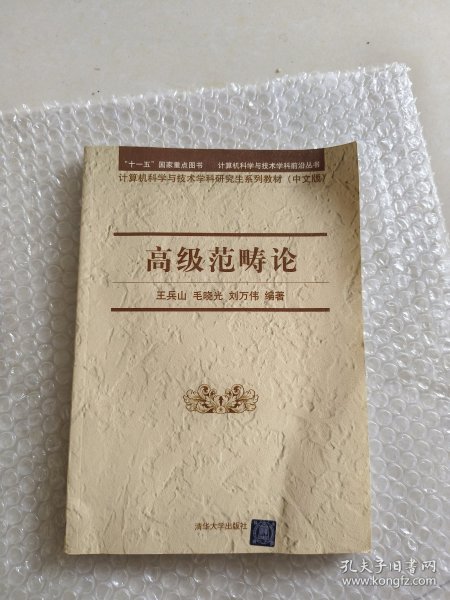 "十一五"国家重点图书 计算机科学与技术学科前沿丛书
计算机科学与技术学科研究生系列教材（中文版）
高级范畴论
王兵山 毛晓光 刘万伟 编著
清华大学出版社
孔夫子旧书网
www.kongfz.com